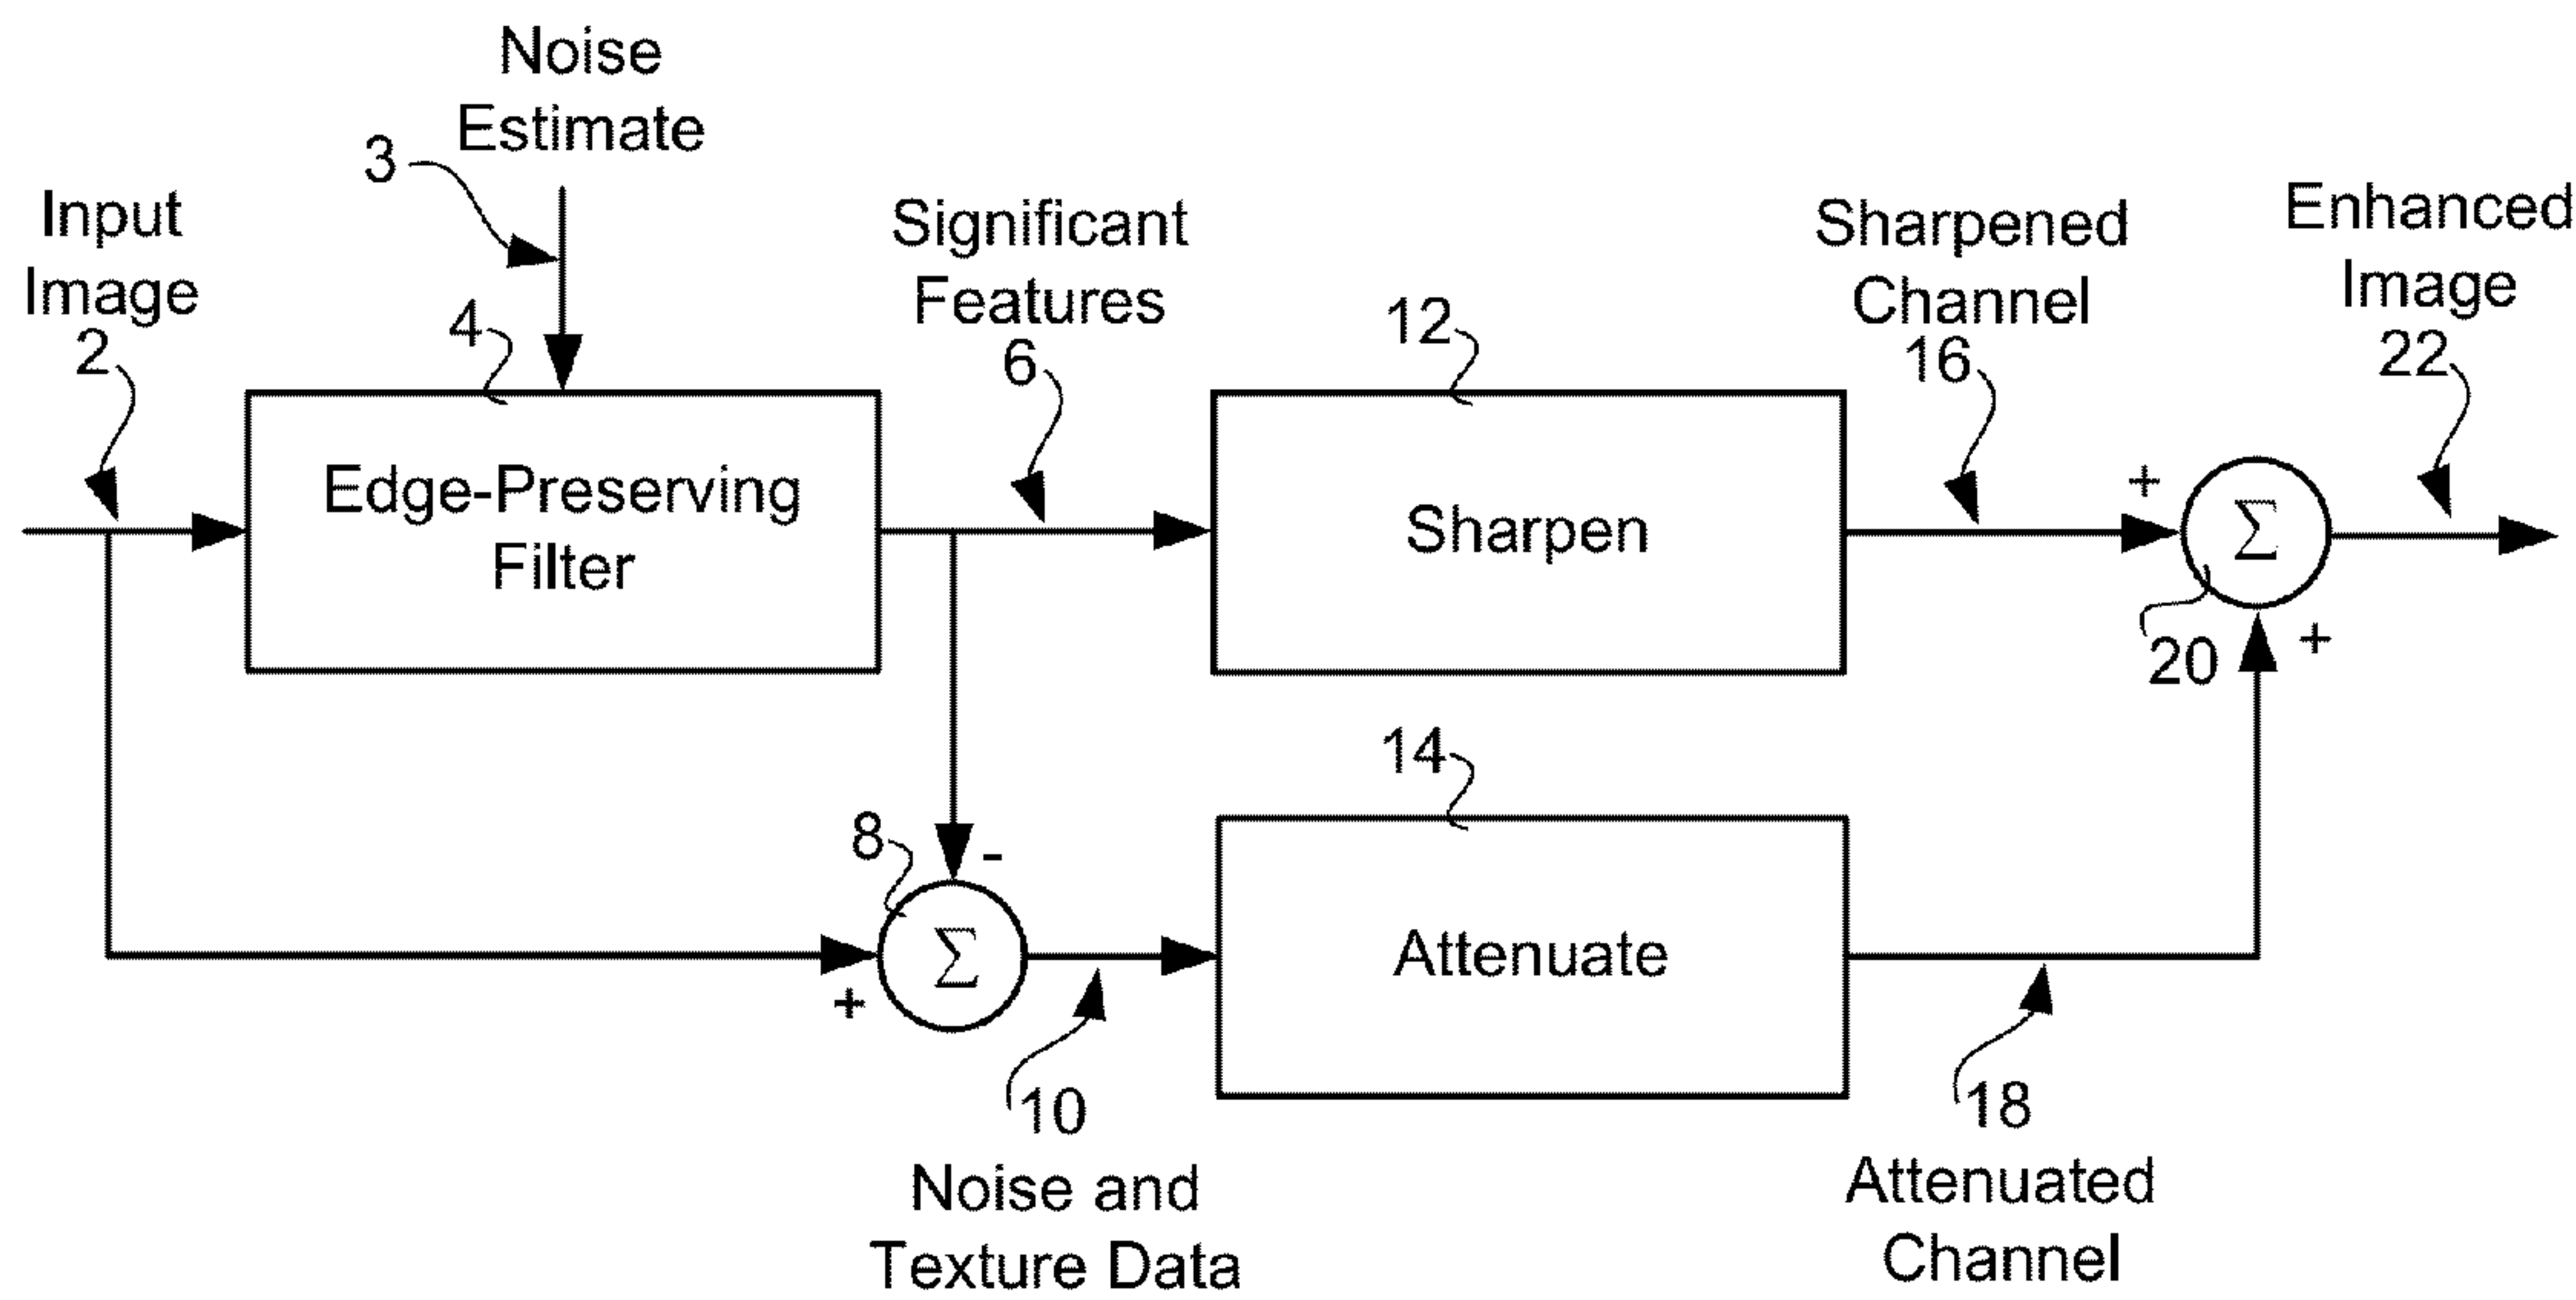 Noise
Estimate
3
Input
Image
2
4
Significant
Features
6
12
Sharpened
Channel
16
Enhanced
Image
22
Edge-Preserving
Filter
Sharpen
+
Σ
+
20
14
8
-
Σ
+
Attenuate
10
Noise and
Texture Data
18
Attenuated
Channel